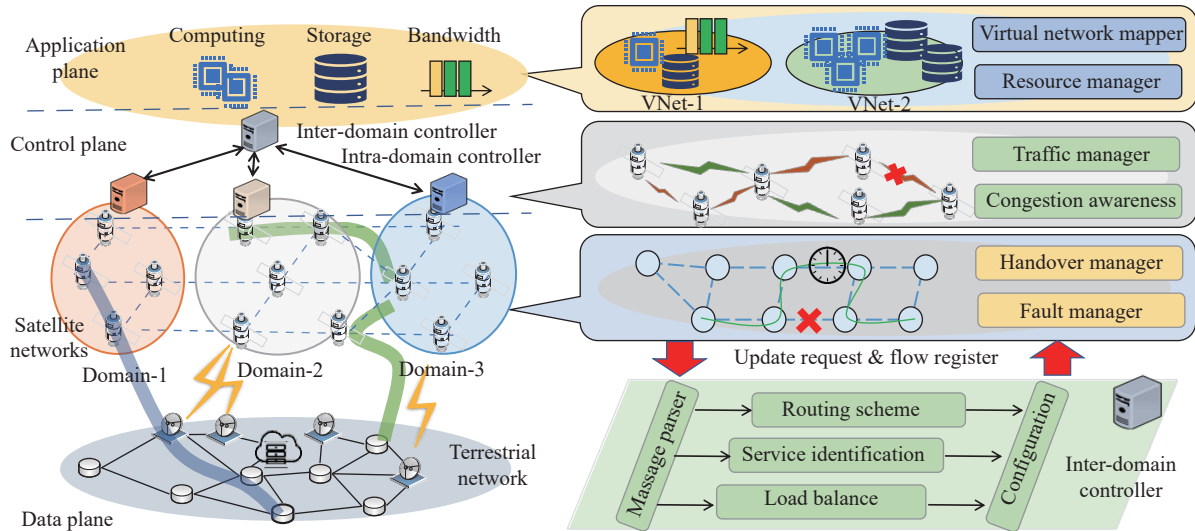 Application
plane
Computing
Storage
Bandwidth
Control plane
Inter-domain controller
Intra-domain controller
Satellite
networks
Domain-1
Domain-2
Domain-3
Terrestrial
network
Data plane
VNet-1
VNet-2
Virtual network mapper
Resource manager
Traffic manager
Congestion awareness
Handover manager
Fault manager
Update request & flow register
Massage parser
Routing scheme
Service identification
Load balance
Configuration
Inter-domain
controller